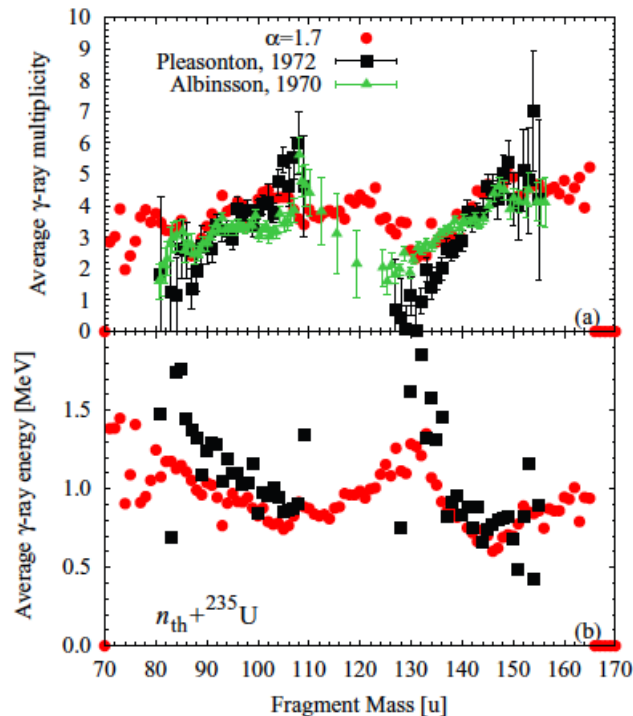 10
9
8
7
6
5
4
3
2
1
0
Average γ-ray multiplicity
α=1.7
Pleasonton, 1972
Albinsson, 1970
(a)
1.5
1.0
0.5
0.0
Average γ-ray energy [MeV]
n_th+²³⁵U
(b)
70 80 90 100 110 120 130 140 150 160 170
Fragment Mass [u]